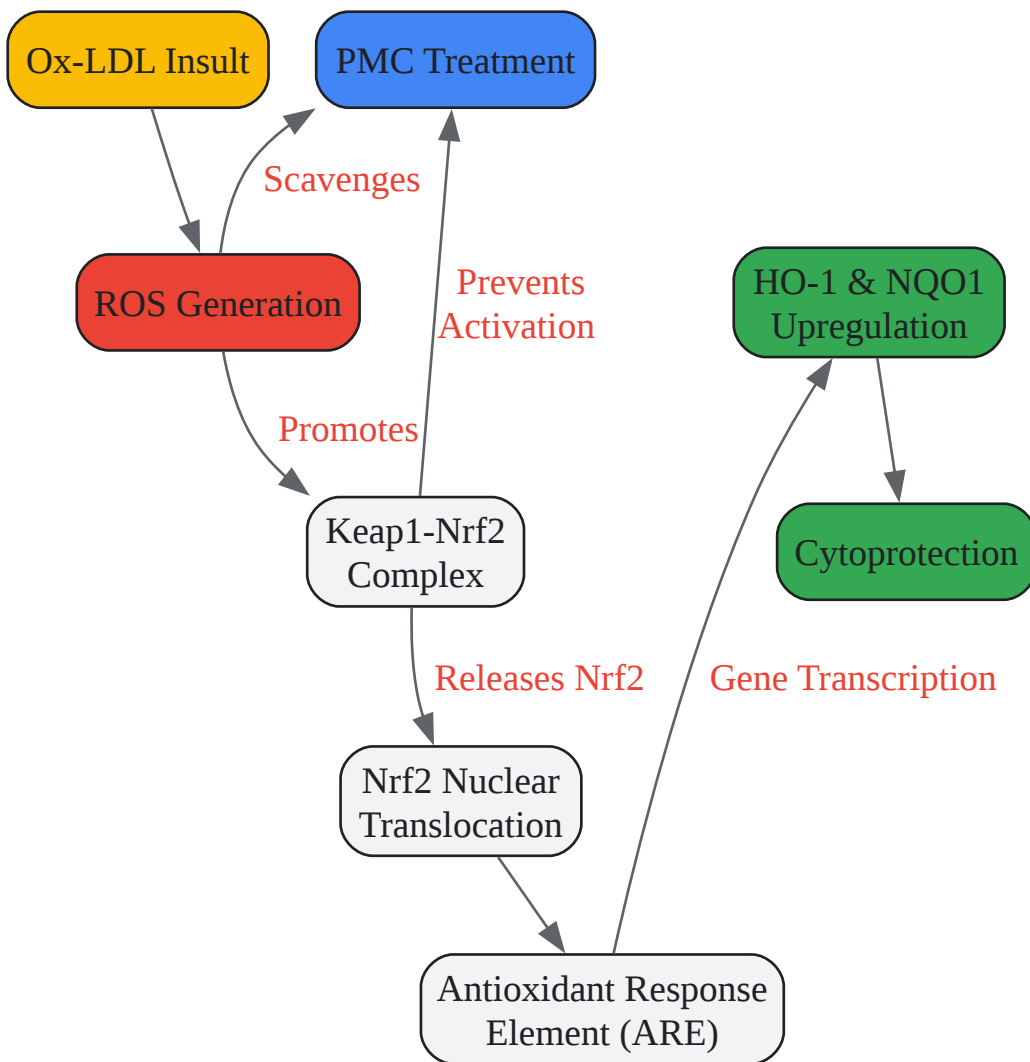 Ox-LDL Insult
PMC Treatment
Scavenges
ROS Generation
Prevents
Activation
HO-1 & NQO1
Upregulation
Promotes
Keap1-Nrf2
Complex
Cytoprotection
Releases Nrf2
Gene Transcription
Nrf2 Nuclear
Translocation
Antioxidant Response
Element (ARE)